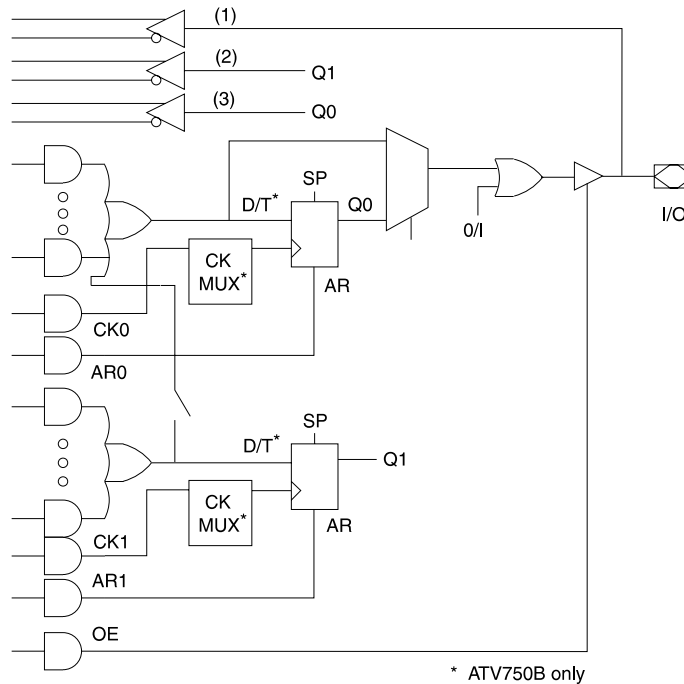 (1)
(2)
Q1
(3)
Q0
SP
D/T*
Q0
I/O
0/I
CK
MUX*
AR
CK0
AR0
SP
D/T*
Q1
CK
MUX*
AR
CK1
AR1
OE
* ATV750B only